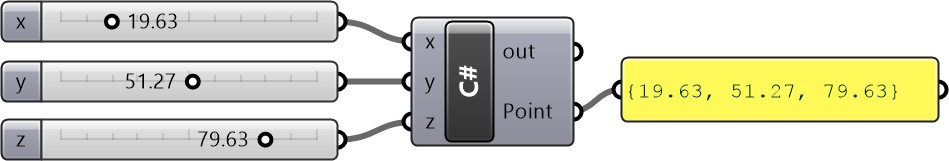 x 19.63
y 51.27
z 79.63
x
y
z
C#
out
Point
{19.63, 51.27, 79.63}